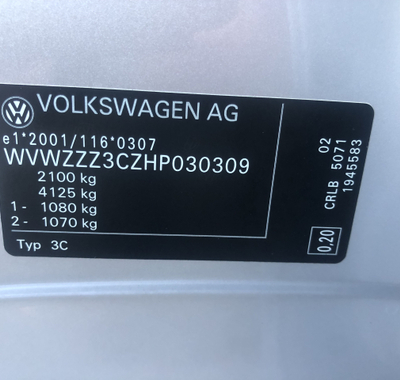 VOLKSWAGEN AG
e1*2001/116*0307
WVWZZZ3CZHP030309
2100 kg
4125 kg
1- 1080 kg
2- 1070 kg
Typ 3C
02
CRLB 5071
1945583
0.20